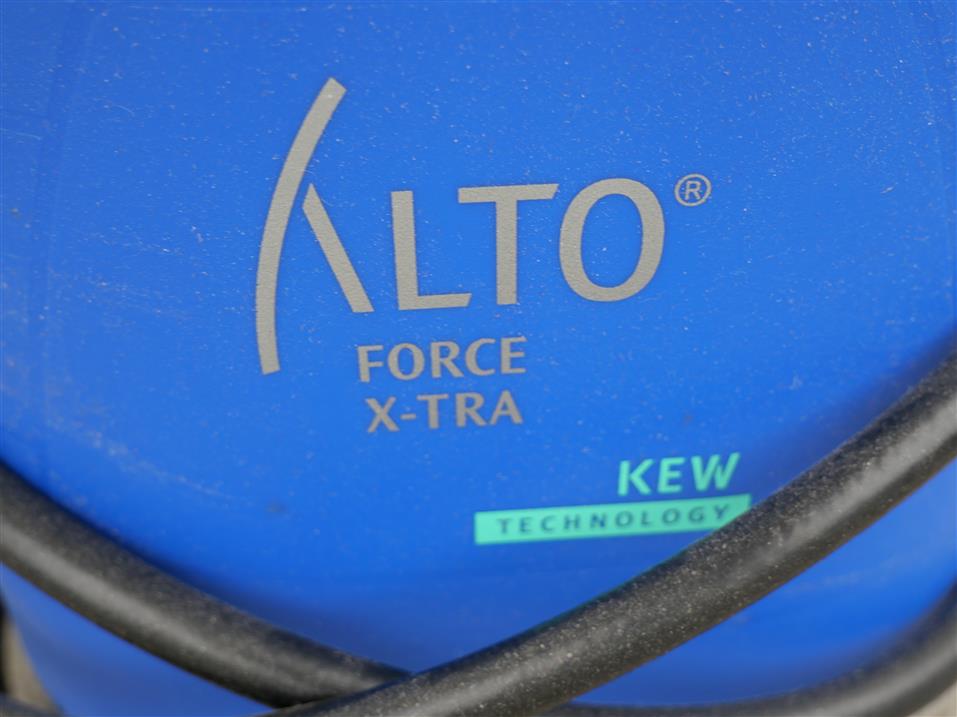 ALTO®
FORCE
X-TRA
KEW
TECHNOLOGY